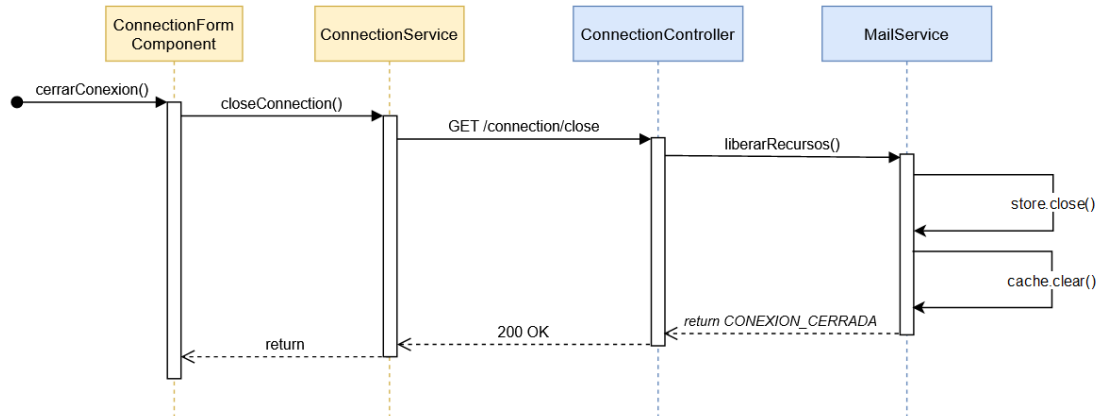 ConnectionForm
Component
ConnectionService
ConnectionController
MailService
cerrarConexion()
closeConnection()
GET /connection/close
liberarRecursos()
store.close()
cache.clear()
return CONEXION_CERRADA
200 OK
return